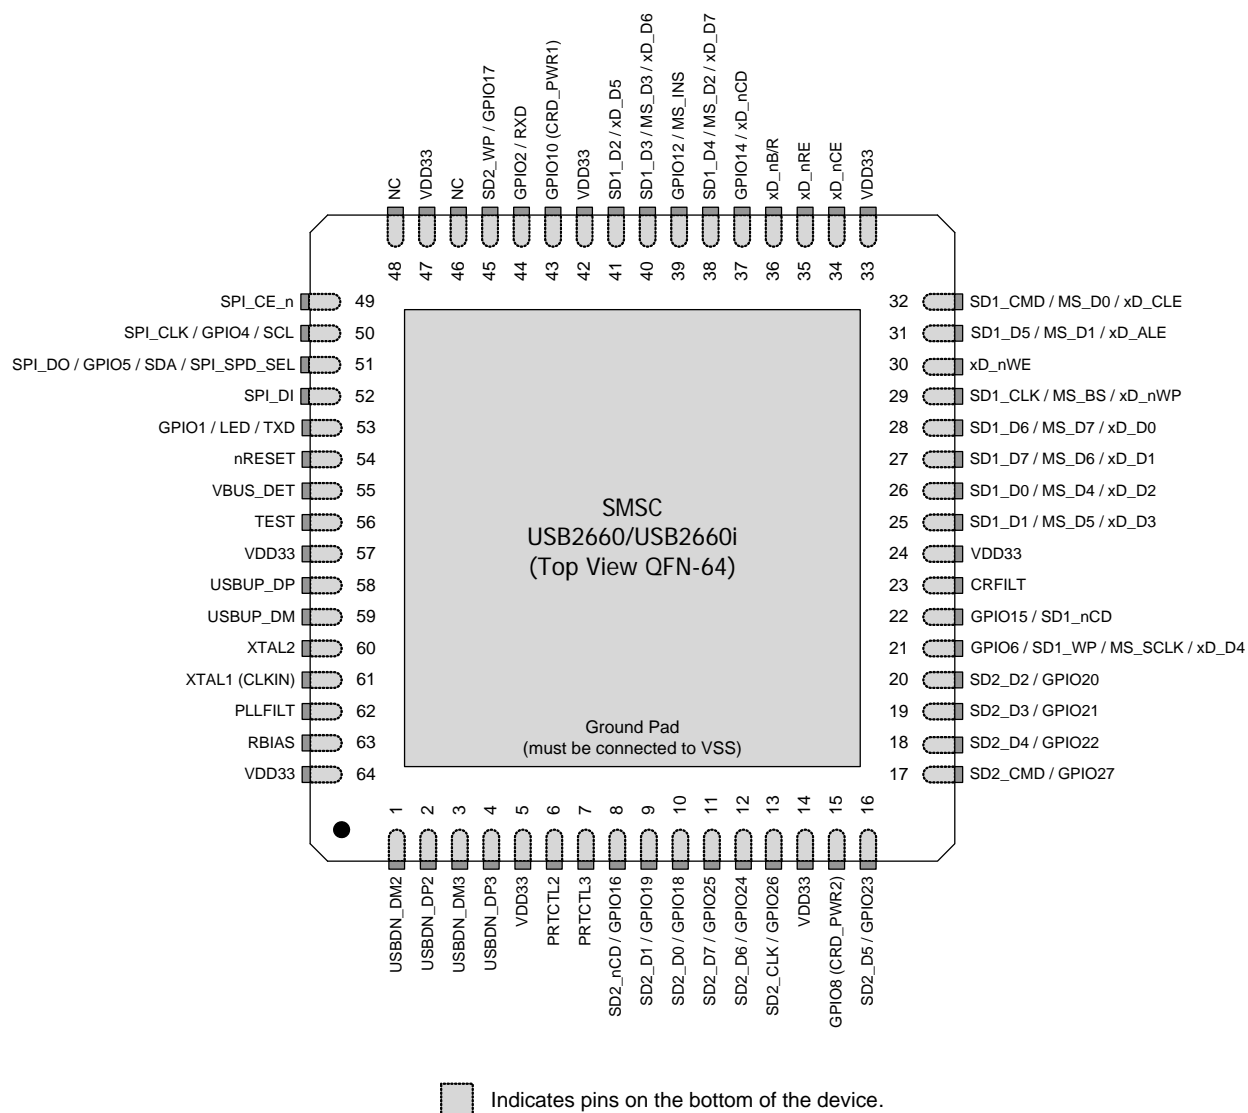 NC
VDD33
NC
SD2_WP / GPIO17
GPIO2 / RXD
GPIO10 (CRD_PWR1)
VDD33
SD1_D2 / xD_D5
SD1_D3 / MS_D3 / xD_D6
GPIO12 / MS_INS
SD1_D4 / MS_D2 / xD_D7
GPIO14 / xD_nCD
xD_nB/R
xD_nRE
xD_nCE
VDD33
48 47 46 45 44 43 42 41 40 39 38 37 36 35 34 33
SPI_CE_n 49
SPI_CLK / GPIO4 / SCL 50
SPI_DO / GPIO5 / SDA / SPI_SPD_SEL 51
SPI_DI 52
GPIO1 / LED / TXD 53
nRESET 54
VBUS_DET 55
TEST 56
VDD33 57
USBUP_DP 58
USBUP_DM 59
XTAL2 60
XTAL1 (CLKIN) 61
PLLFILT 62
RBIAS 63
VDD33 64
SMSC
USB2660/USB2660i
(Top View QFN-64)
Ground Pad
(must be connected to VSS)
32 SD1_CMD / MS_D0 / xD_CLE
31 SD1_D5 / MS_D1 / xD_ALE
30 xD_nWE
29 SD1_CLK / MS_BS / xD_nWP
28 SD1_D6 / MS_D7 / xD_D0
27 SD1_D7 / MS_D6 / xD_D1
26 SD1_D0 / MS_D4 / xD_D2
25 SD1_D1 / MS_D5 / xD_D3
24 VDD33
23 CRFILT
22 GPIO15 / SD1_nCD
21 GPIO6 / SD1_WP / MS_SCLK / xD_D4
20 SD2_D2 / GPIO20
19 SD2_D3 / GPIO21
18 SD2_D4 / GPIO22
17 SD2_CMD / GPIO27
1 2 3 4 5 6 7 8 9 10 11 12 13 14 15 16
USBDN_DM2
USBDN_DP2
USBDN_DM3
USBDN_DP3
VDD33
PRTCTL2
PRTCTL3
SD2_nCD / GPIO16
SD2_D1 / GPIO19
SD2_D0 / GPIO18
SD2_D7 / GPIO25
SD2_D6 / GPIO24
SD2_CLK / GPIO26
VDD33
GPIO8 (CRD_PWR2)
SD2_D5 / GPIO23
Indicates pins on the bottom of the device.